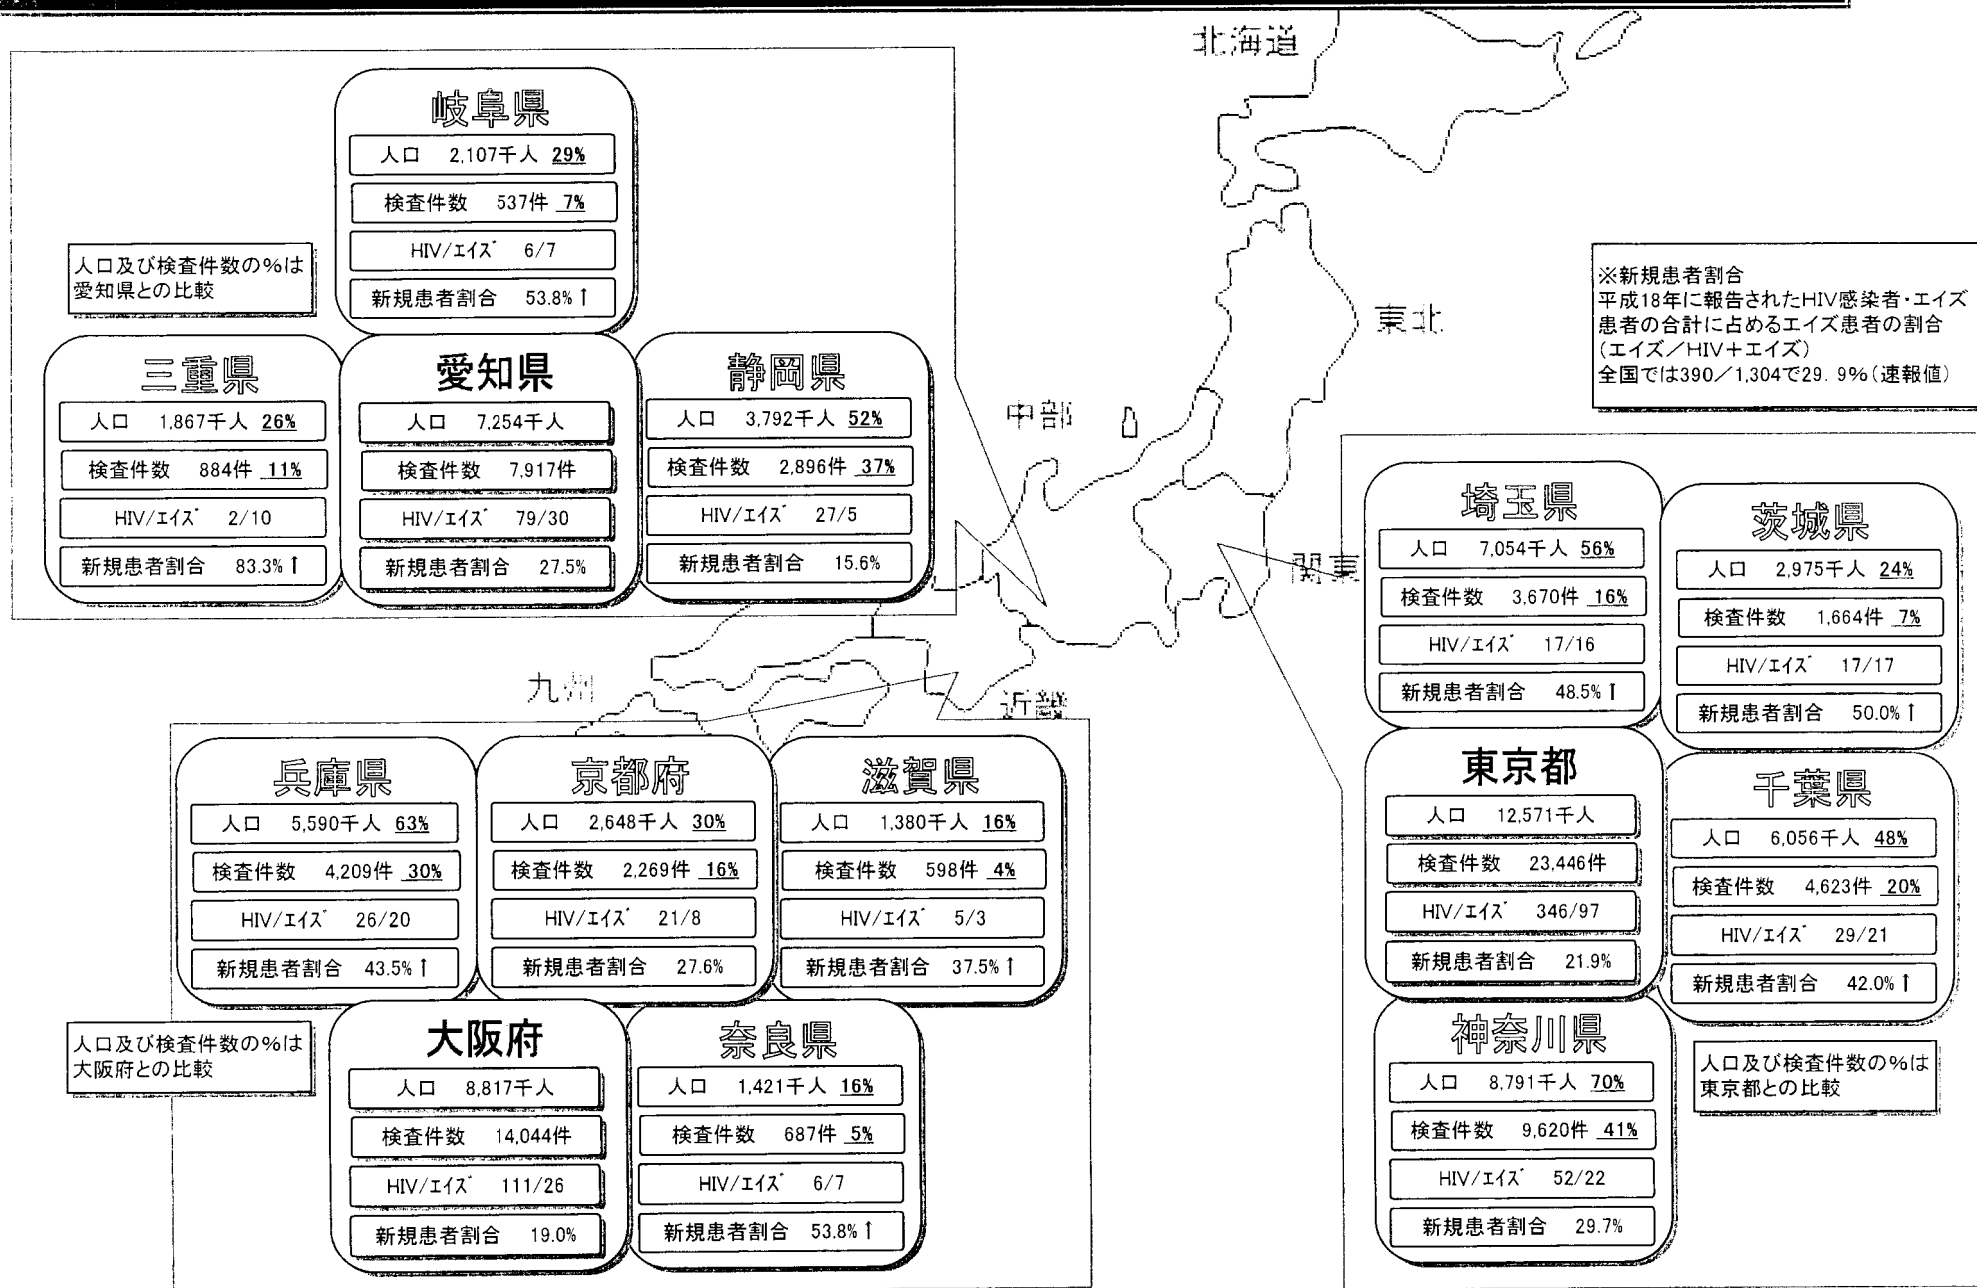 北海道
東北
中部
関東
近畿
九州
岐阜県
人口 2,107千人 29%
検査件数 537件 7%
HIV/エイズ 6/7
新規患者割合 53.8%↑
人口及び検査件数の%は
愛知県との比較
三重県
人口 1,867千人 26%
検査件数 884件 11%
HIV/エイズ 2/10
新規患者割合 83.3%↑
愛知県
人口 7,254千人
検査件数 7,917件
HIV/エイズ 79/30
新規患者割合 27.5%
静岡県
人口 3,792千人 52%
検査件数 2,896件 37%
HIV/エイズ 27/5
新規患者割合 15.6%
※新規患者割合
平成18年に報告されたHIV感染者・エイズ
患者の合計に占めるエイズ患者の割合
(エイズ/HIV+エイズ)
全国では390/1,304で29.9%(速報値)
埼玉県
人口 7,054千人 56%
検査件数 3,670件 16%
HIV/エイズ 17/16
新規患者割合 48.5%↑
茨城県
人口 2,975千人 24%
検査件数 1,664件 7%
HIV/エイズ 17/17
新規患者割合 50.0%↑
東京都
人口 12,571千人
検査件数 23,446件
HIV/エイズ 346/97
新規患者割合 21.9%
千葉県
人口 6,056千人 48%
検査件数 4,623件 20%
HIV/エイズ 29/21
新規患者割合 42.0%↑
神奈川県
人口 8,791千人 70%
検査件数 9,620件 41%
HIV/エイズ 52/22
新規患者割合 29.7%
人口及び検査件数の%は
東京都との比較
兵庫県
人口 5,590千人 63%
検査件数 4,209件 30%
HIV/エイズ 26/20
新規患者割合 43.5%↑
京都府
人口 2,648千人 30%
検査件数 2,269件 16%
HIV/エイズ 21/8
新規患者割合 27.6%
滋賀県
人口 1,380千人 16%
検査件数 598件 4%
HIV/エイズ 5/3
新規患者割合 37.5%↑
人口及び検査件数の%は
大阪府との比較
大阪府
人口 8,817千人
検査件数 14,044件
HIV/エイズ 111/26
新規患者割合 19.0%
奈良県
人口 1,421千人 16%
検査件数 687件 5%
HIV/エイズ 6/7
新規患者割合 53.8%↑